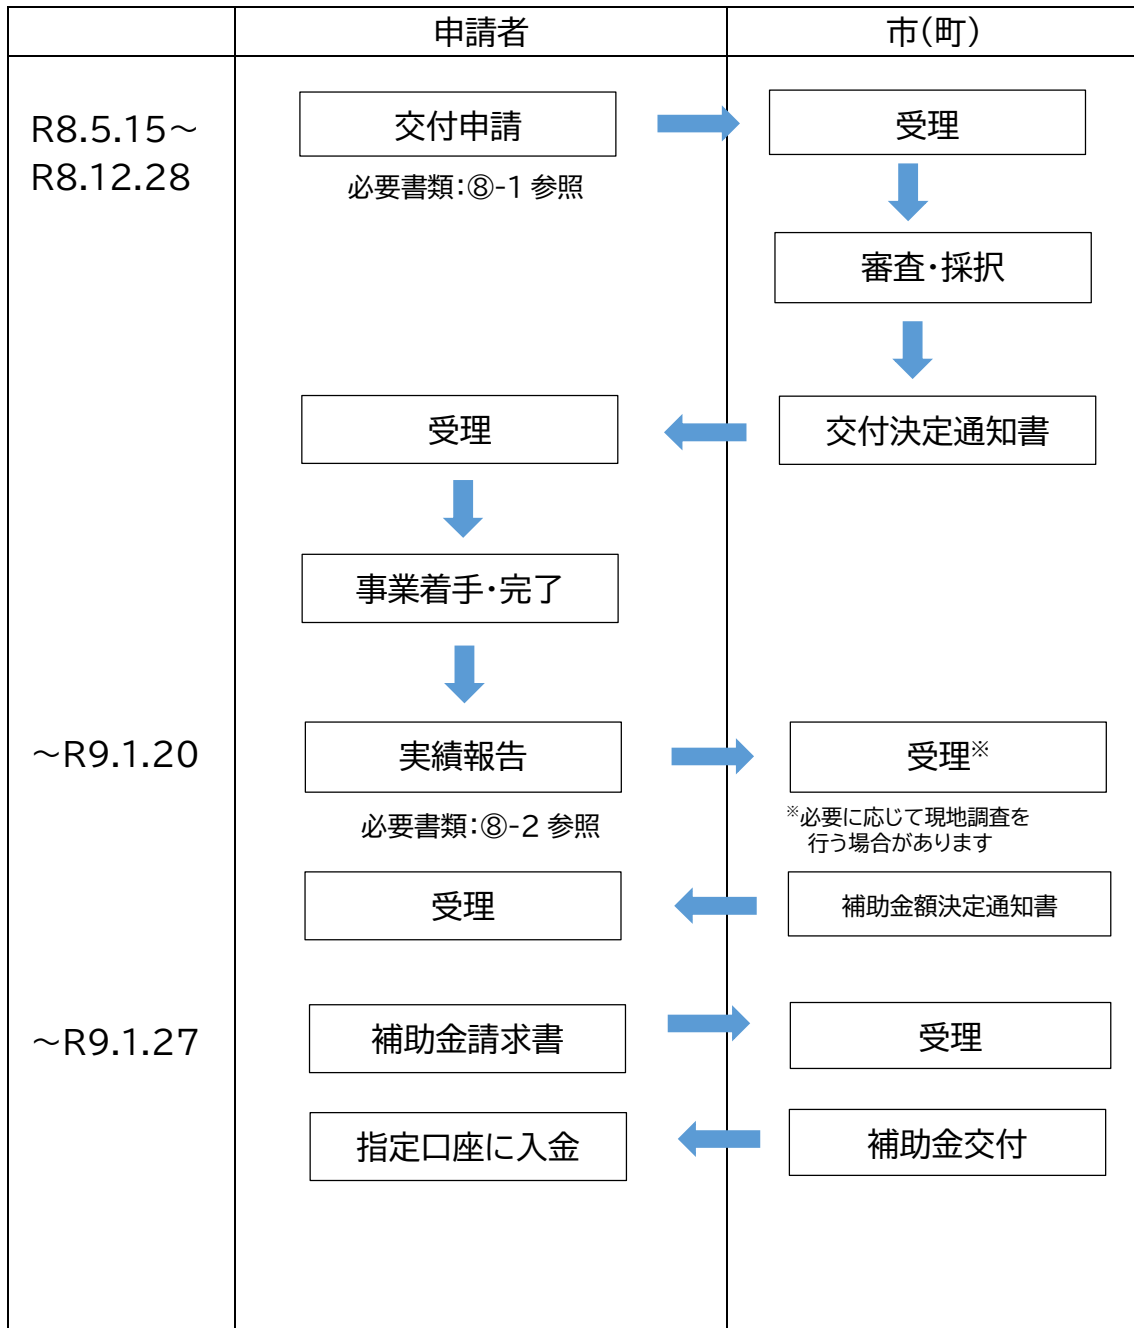 申請者
市(町)
R8.5.15～
R8.12.28
交付申請
受理
必要書類:⑧-1 参照
審査・採択
受理
交付決定通知書
事業着手・完了
～R9.1.20
実績報告
受理※
必要書類:⑧-2 参照
※必要に応じて現地調査を
行う場合があります
受理
補助金額決定通知書
～R9.1.27
補助金請求書
受理
指定口座に入金
補助金交付